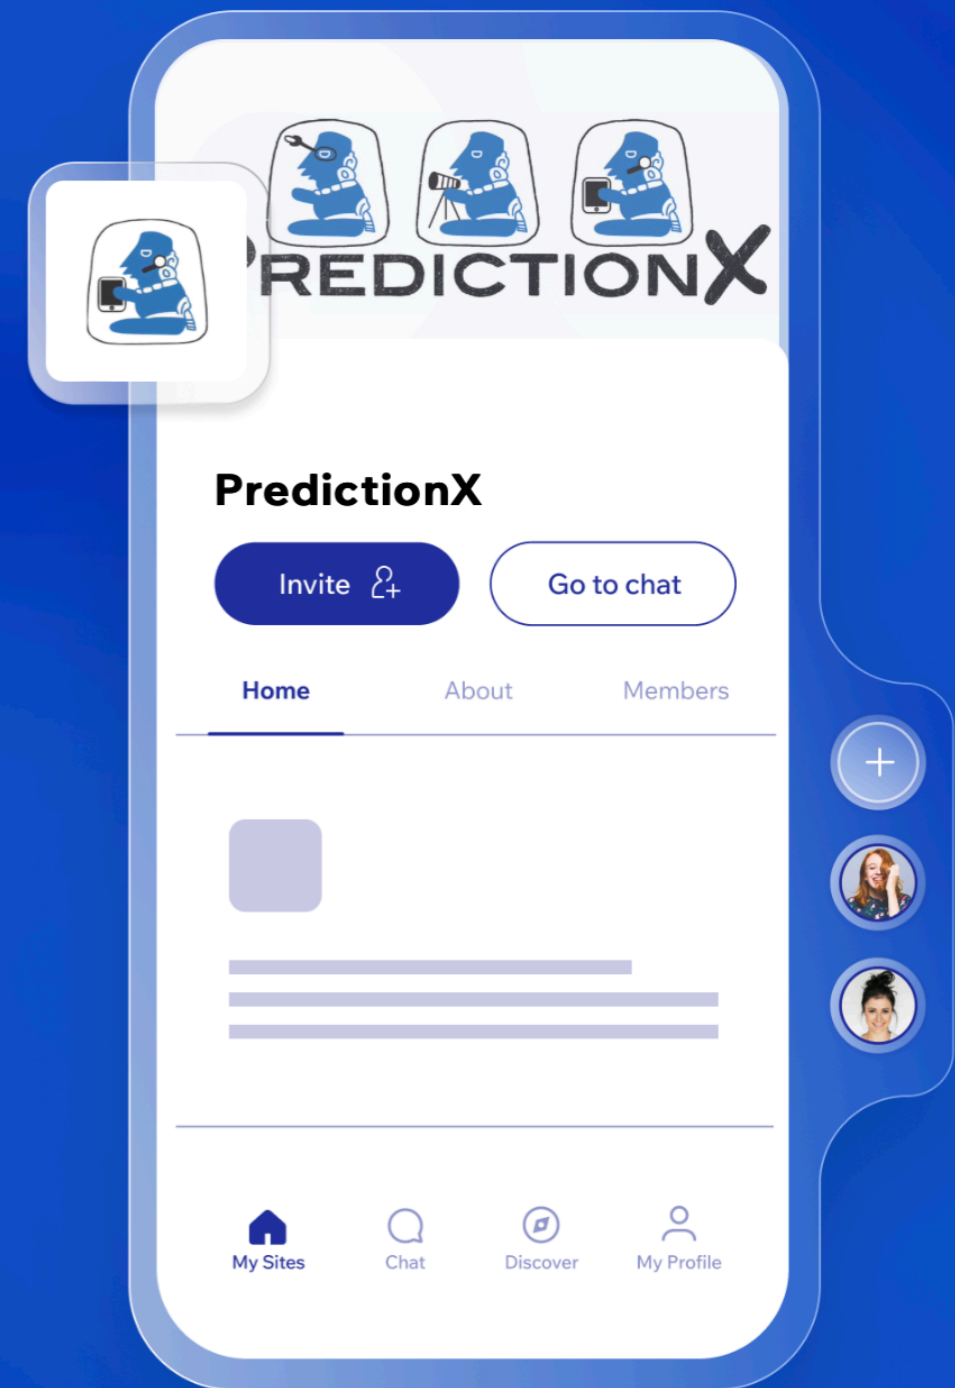 PREDICTIONX
PredictionX
Invite
Go to chat
Home About Members
My Sites Chat Discover My Profile